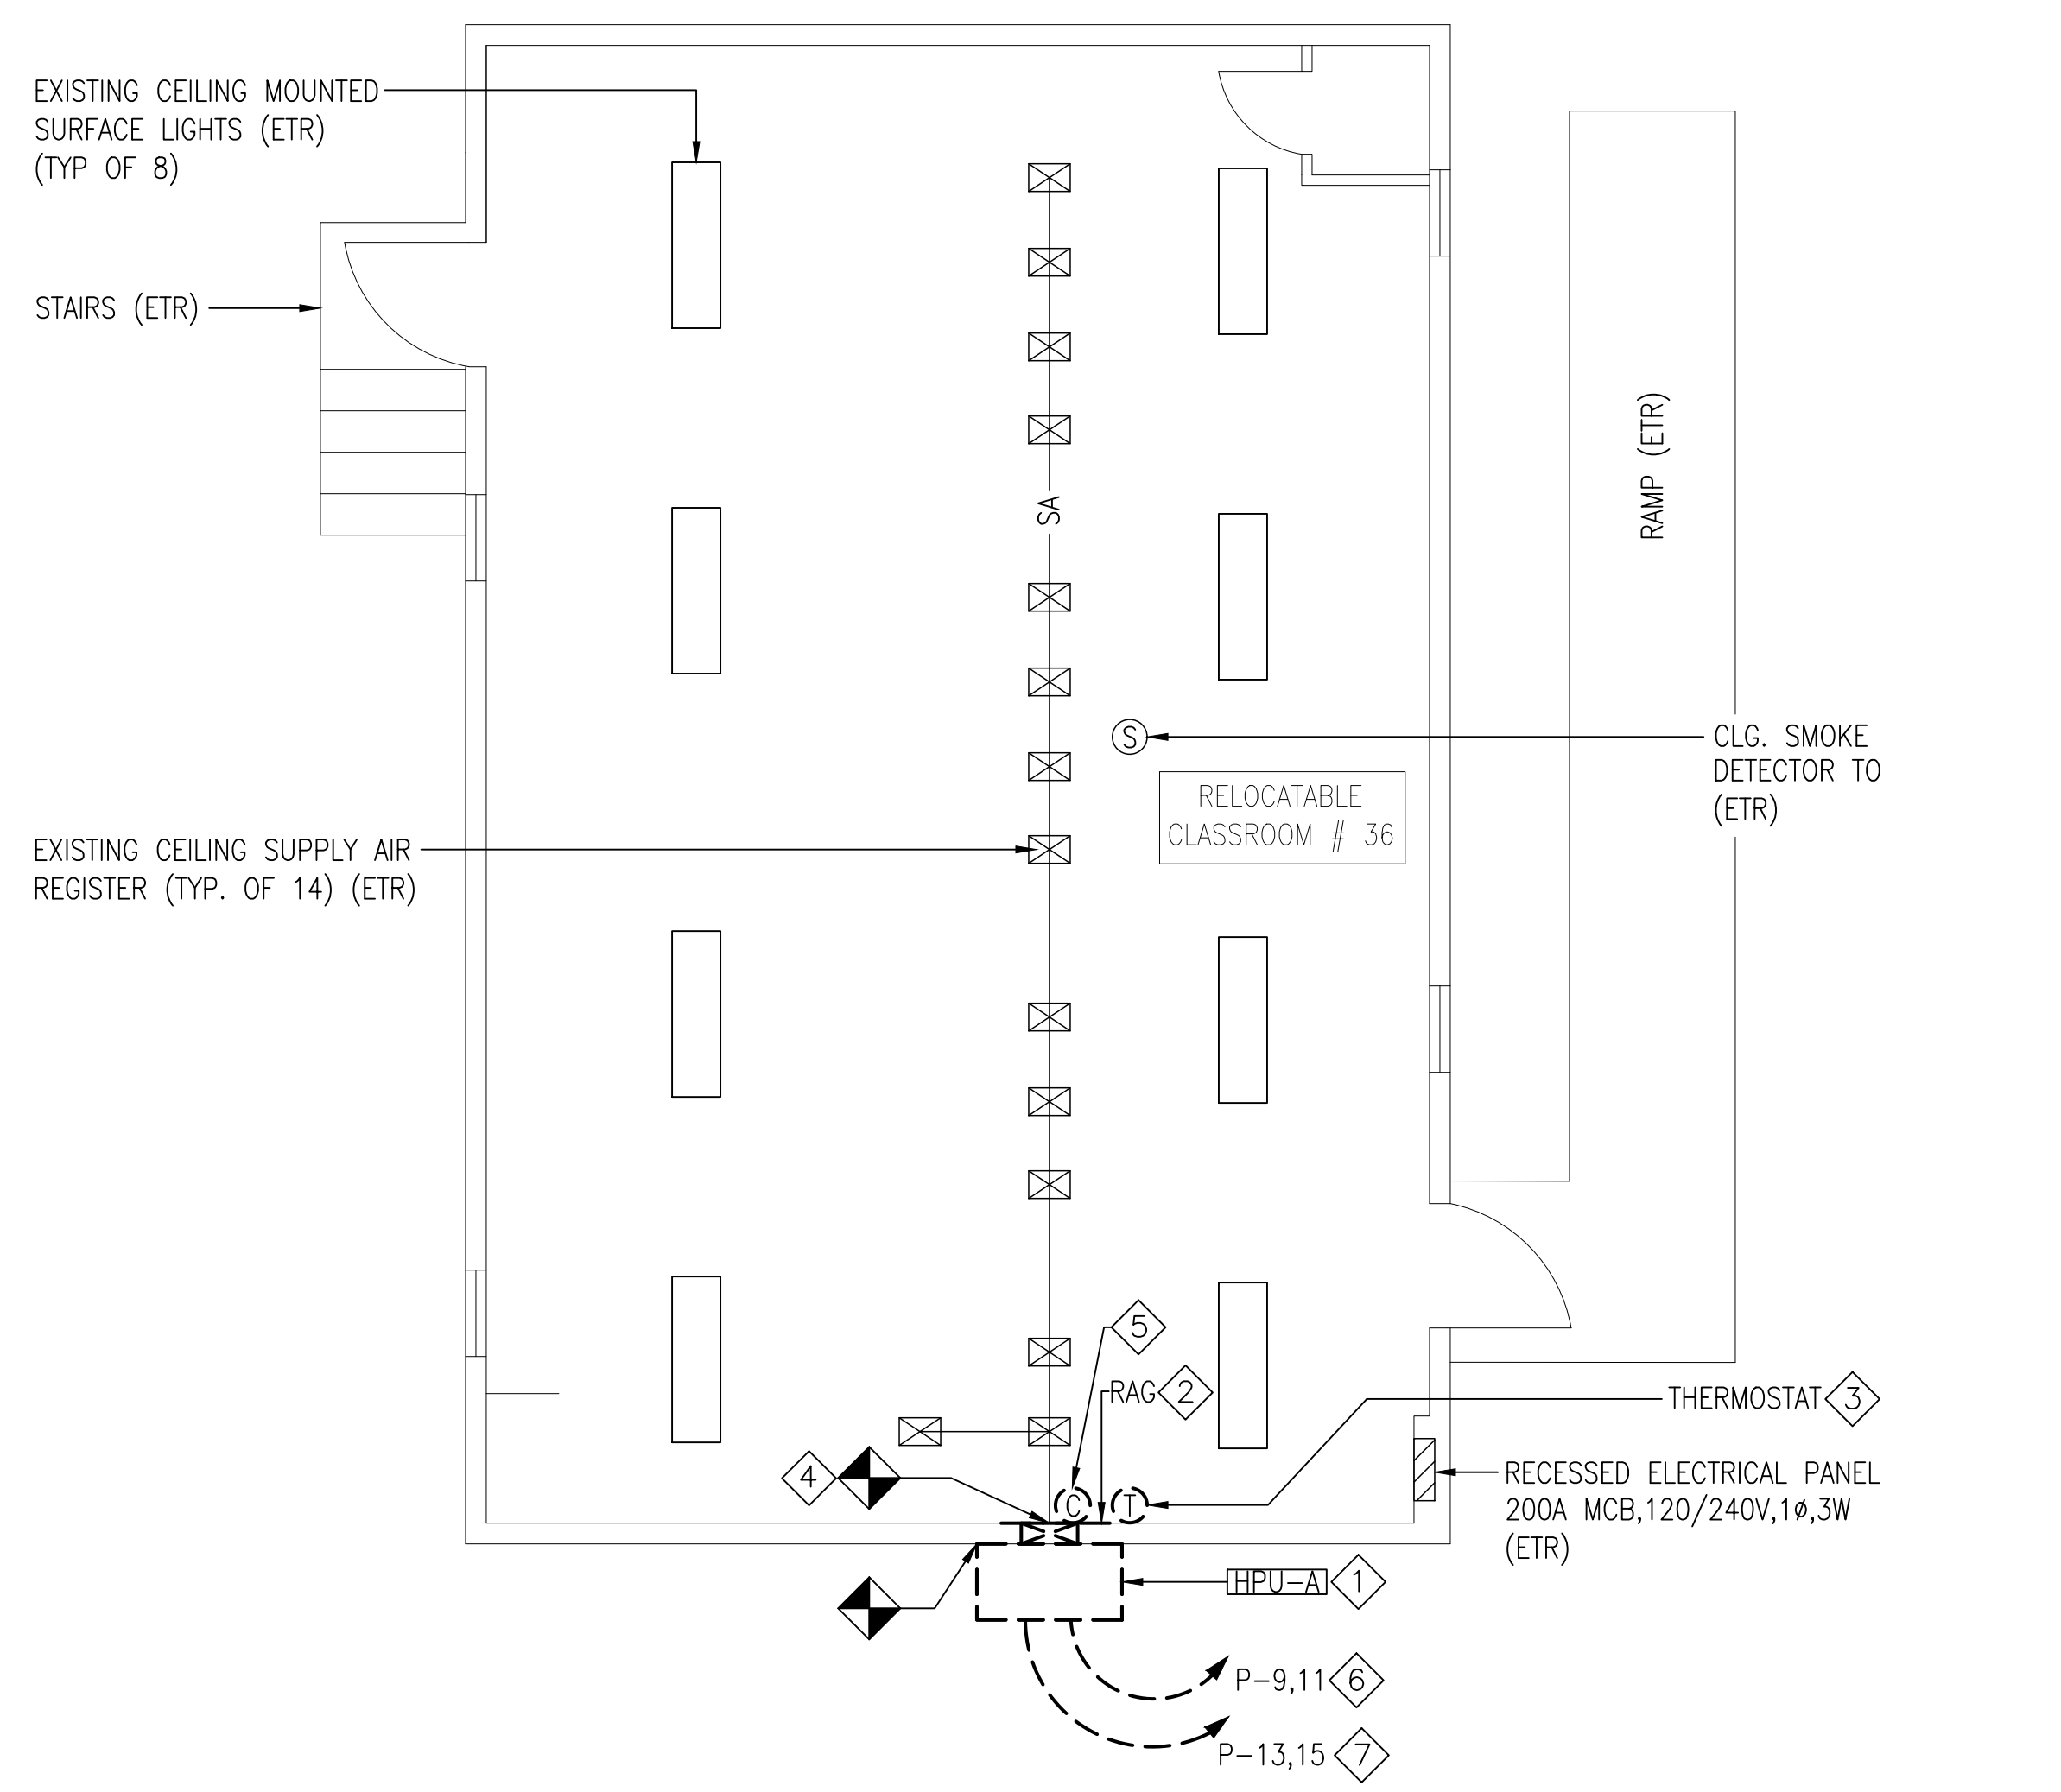 EXISTING CEILING MOUNTED
SURFACE LIGHTS (ETR)
(TYP OF 8)
STAIRS (ETR)
RAMP (ETR)
SA
S
CLG. SMOKE
DETECTOR TO
(ETR)
RELOCATABLE
CLASSROOM # 36
EXISTING CEILING SUPPLY AIR
REGISTER (TYP. OF 14) (ETR)
5
RAG 2
THERMOSTAT 3
4
C
T
RECESSED ELECTRICAL PANEL
200A MCB,120/240V,1ø,3W
(ETR)
HPU-A 1
P-9,11 6
P-13,15 7